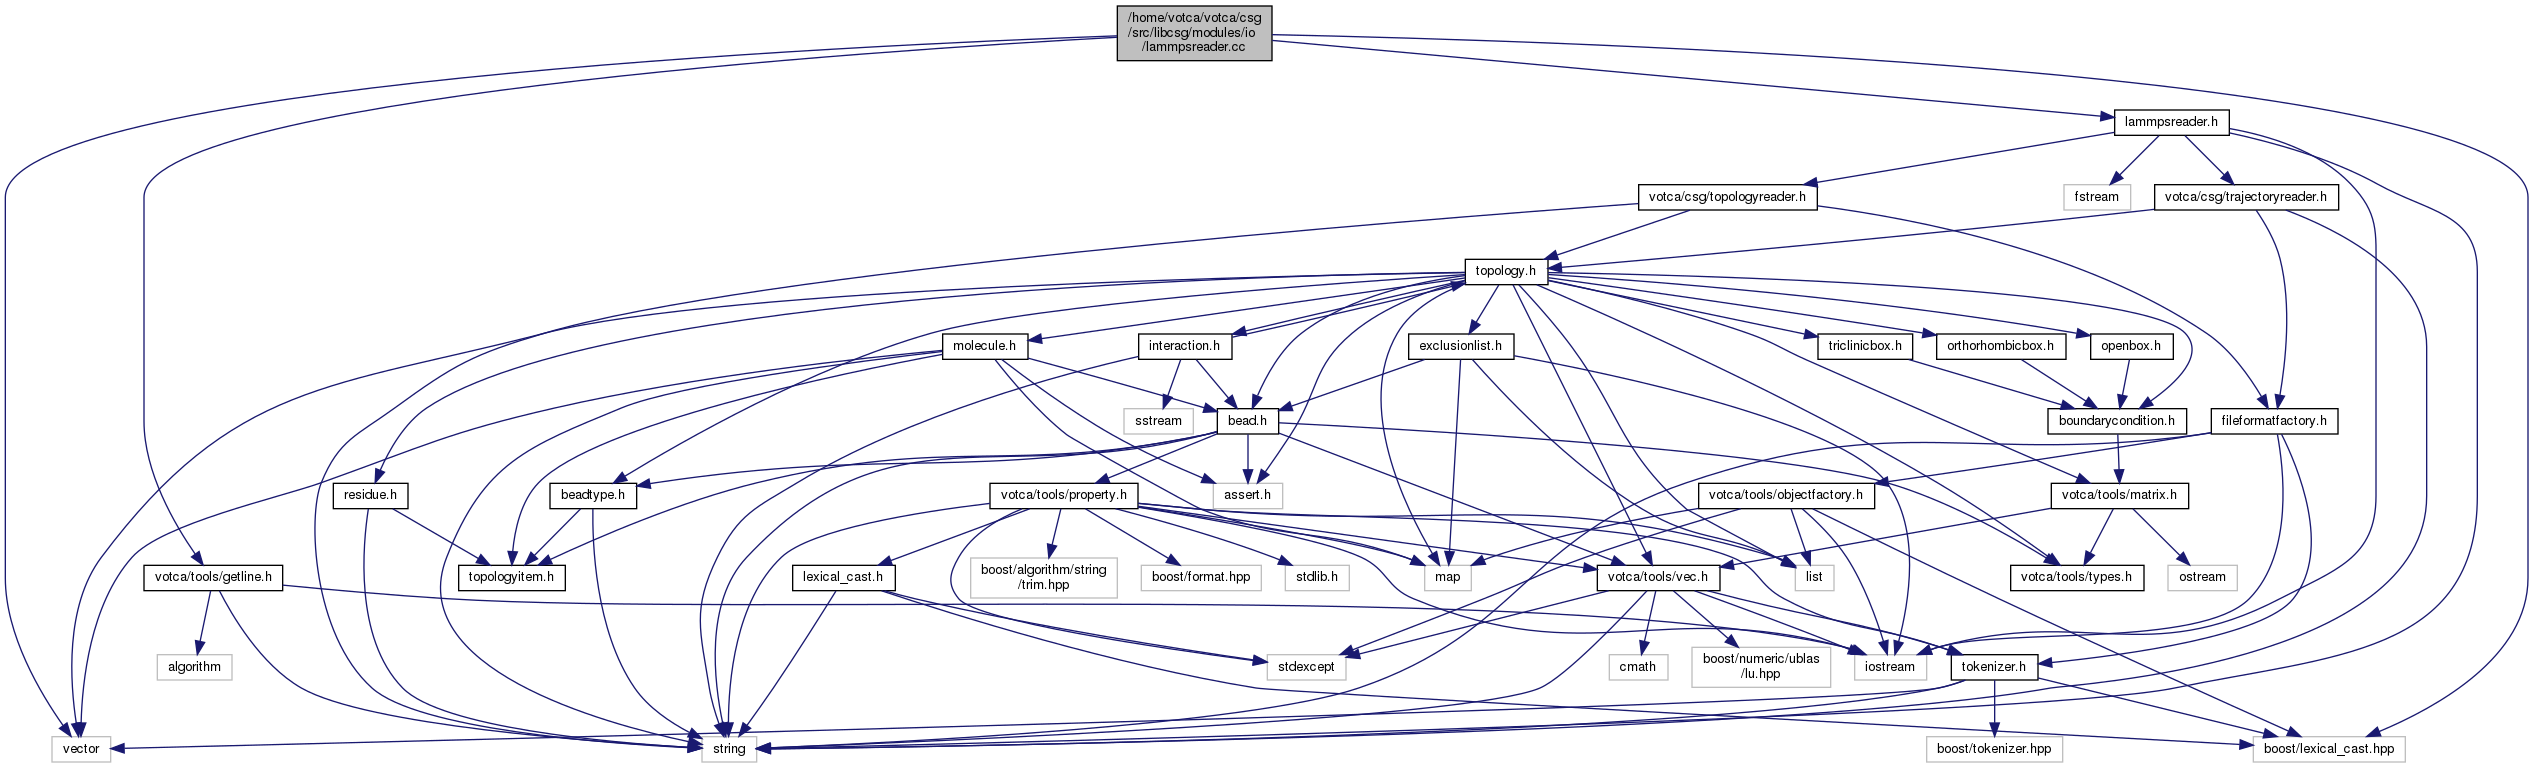 /home/votca/votca/csg
/src/libcsg/modules/io
/lammpsreader.cc
lammpsreader.h
votca/csg/topologyreader.h
fstream
votca/csg/trajectoryreader.h
topology.h
molecule.h
interaction.h
exclusionlist.h
triclinicbox.h
orthorhombicbox.h
openbox.h
sstream
bead.h
boundarycondition.h
fileformatfactory.h
residue.h
beadtype.h
votca/tools/property.h
assert.h
votca/tools/objectfactory.h
votca/tools/matrix.h
votca/tools/getline.h
topologyitem.h
lexical_cast.h
boost/algorithm/string
/trim.hpp
boost/format.hpp
stdlib.h
map
votca/tools/vec.h
list
votca/tools/types.h
ostream
algorithm
stdexcept
cmath
boost/numeric/ublas
/lu.hpp
iostream
tokenizer.h
vector
string
boost/tokenizer.hpp
boost/lexical_cast.hpp